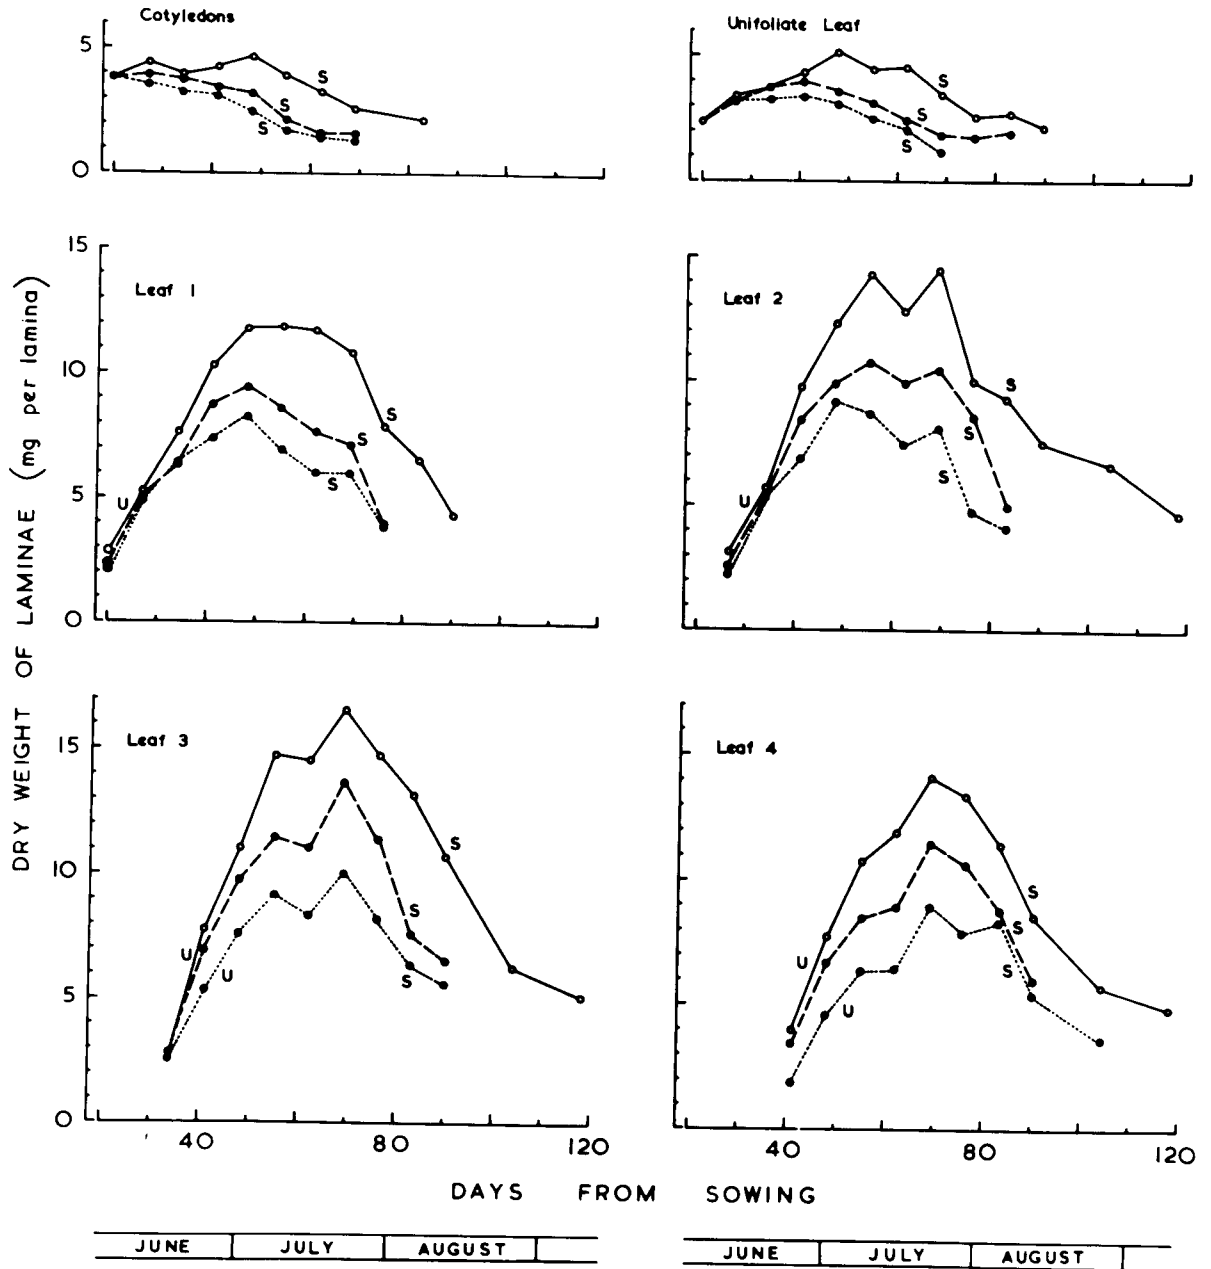 Cotyledons
Unifoliate Leaf
5
S
S
S
0
S
S
S
15
Leaf 1
Leaf 2
10
S
S
S
U
5
0
S
S
S
U
DRY WEIGHT OF LAMINAE (mg per lamina)
Leaf 3
Leaf 4
15
10
5
0
S
S
S
U
U
S
S
S
U
U
40 80 120
40 80 120
DAYS FROM SOWING
JUNE JULY AUGUST
JUNE JULY AUGUST